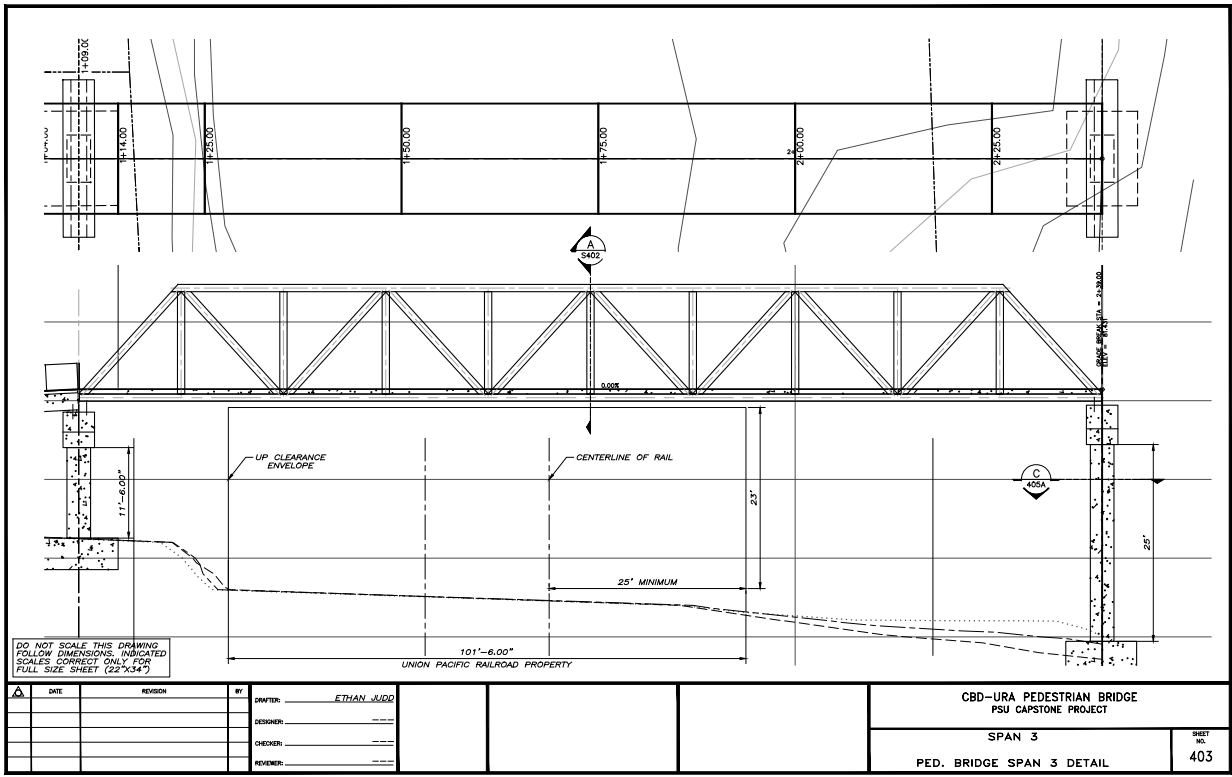 1+09.00
1+04.00
1+14.00
1+25.00
1+50.00
1+75.00
2+
2+00.00
2+25.00
A
S402
GRADE BREAK STA = 2+39.00
0.00%
UP CLEARANCE
ENVELOPE
CENTERLINE OF RAIL
C
405A
11'-6.00"
23'
25'
25' MINIMUM
101'-6.00"
UNION PACIFIC RAILROAD PROPERTY
DO NOT SCALE THIS DRAWING
FOLLOW DIMENSIONS. INDICATED
SCALES CORRECT ONLY FOR
FULL SIZE SHEET (22"X34")
DATE REVISION BY
DRAFTER: ETHAN JUDD
DESIGNER: ---
CHECKER: ---
REVIEWER: ---
CBD-URA PEDESTRIAN BRIDGE
PSU CAPSTONE PROJECT
SPAN 3
PED. BRIDGE SPAN 3 DETAIL
SHEET
NO.
403